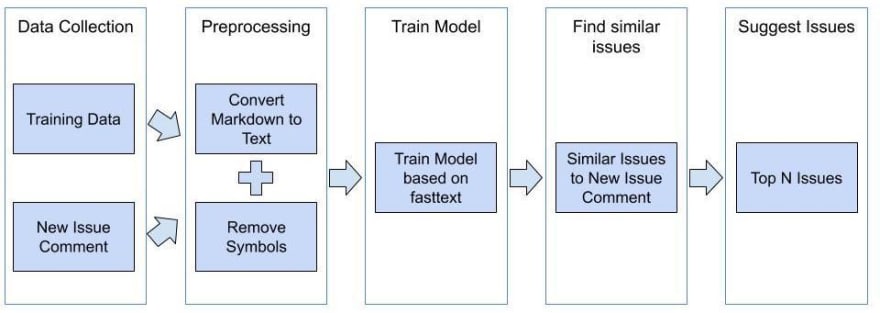 Data Collection
Training Data
New Issue
Comment
Preprocessing
Convert
Markdown to
Text
Remove
Symbols
Train Model
Train Model
based on
fasttext
Find similar
issues
Similar Issues
to New Issue
Comment
Suggest Issues
Top N Issues